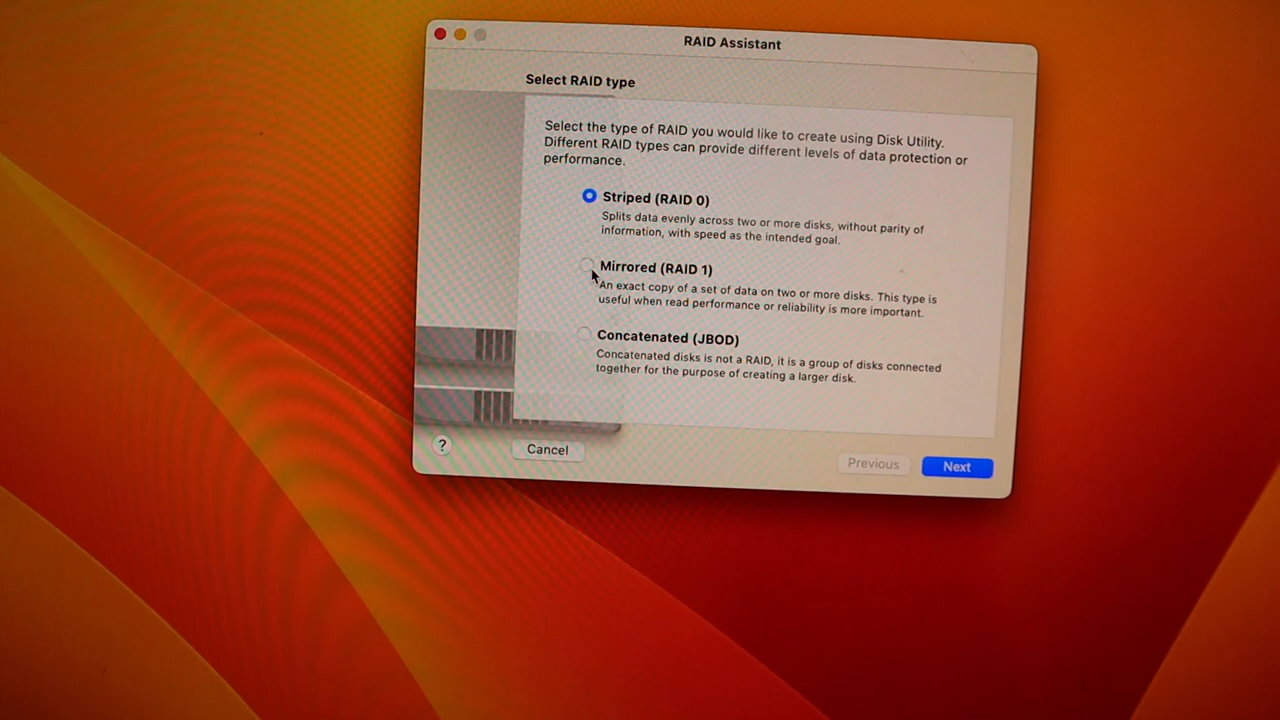 RAID Assistant
Select RAID type
Select the type of RAID you would like to create using Disk Utility.
Different RAID types can provide different levels of data protection or
performance.
Striped (RAID 0)
Splits data evenly across two or more disks, without parity of
information, with speed as the intended goal.
Mirrored (RAID 1)
An exact copy of a set of data on two or more disks. This type is
useful when read performance or reliability is more important.
Concatenated (JBOD)
Concatenated disks is not a RAID, it is a group of disks connected
together for the purpose of creating a larger disk.
?
Cancel
Previous
Next